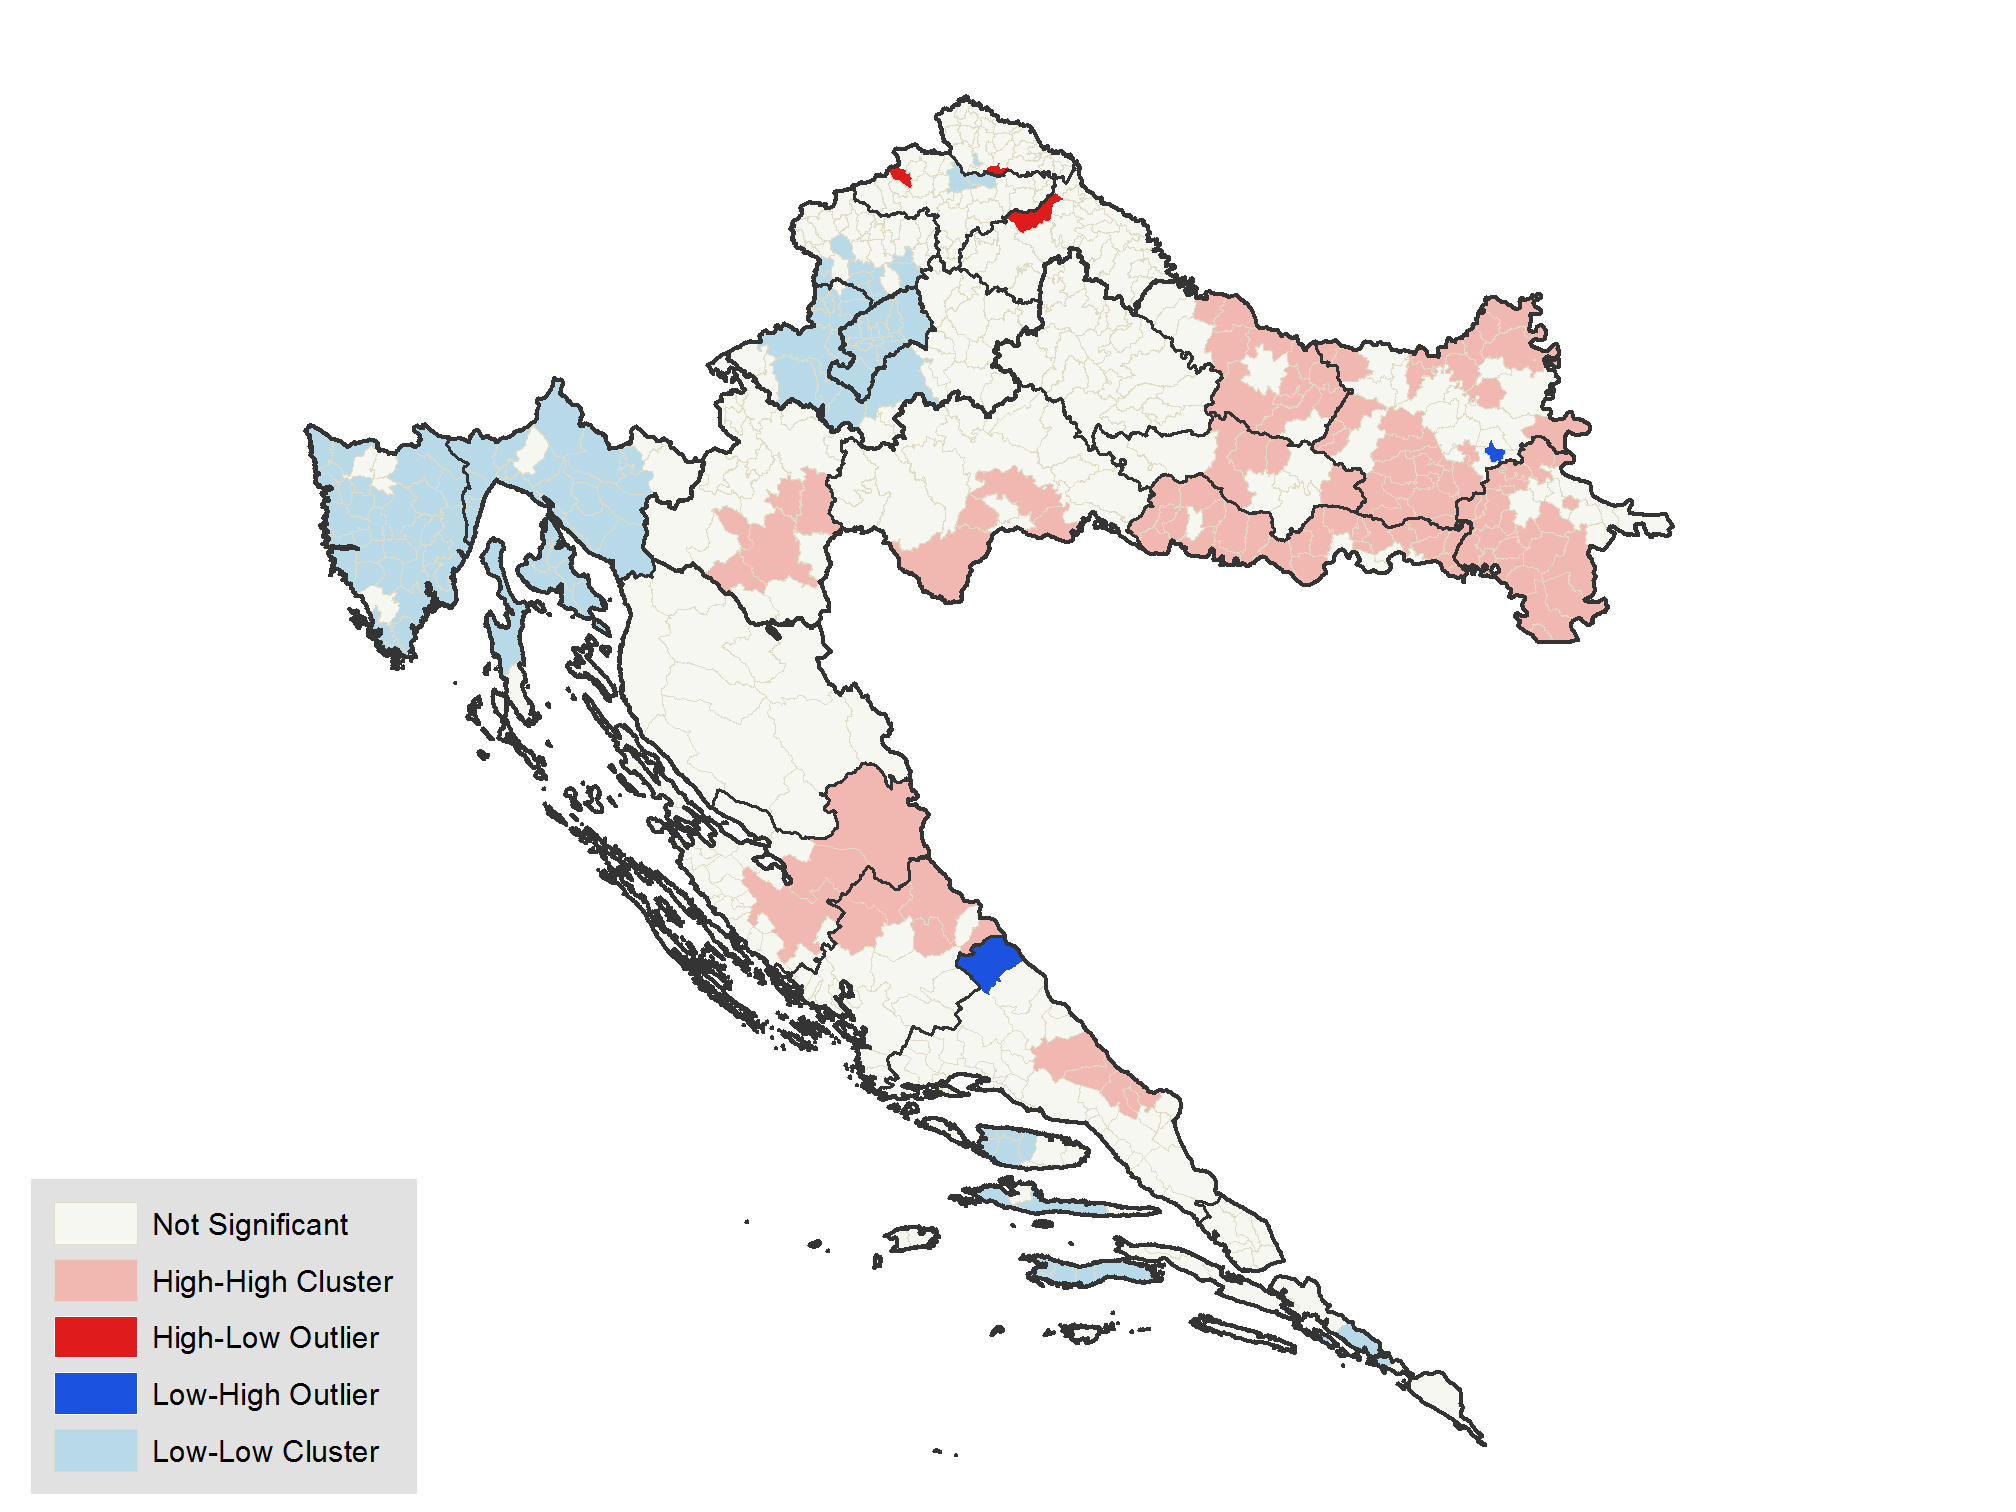 Not Significant
High-High Cluster
High-Low Outlier
Low-High Outlier
Low-Low Cluster